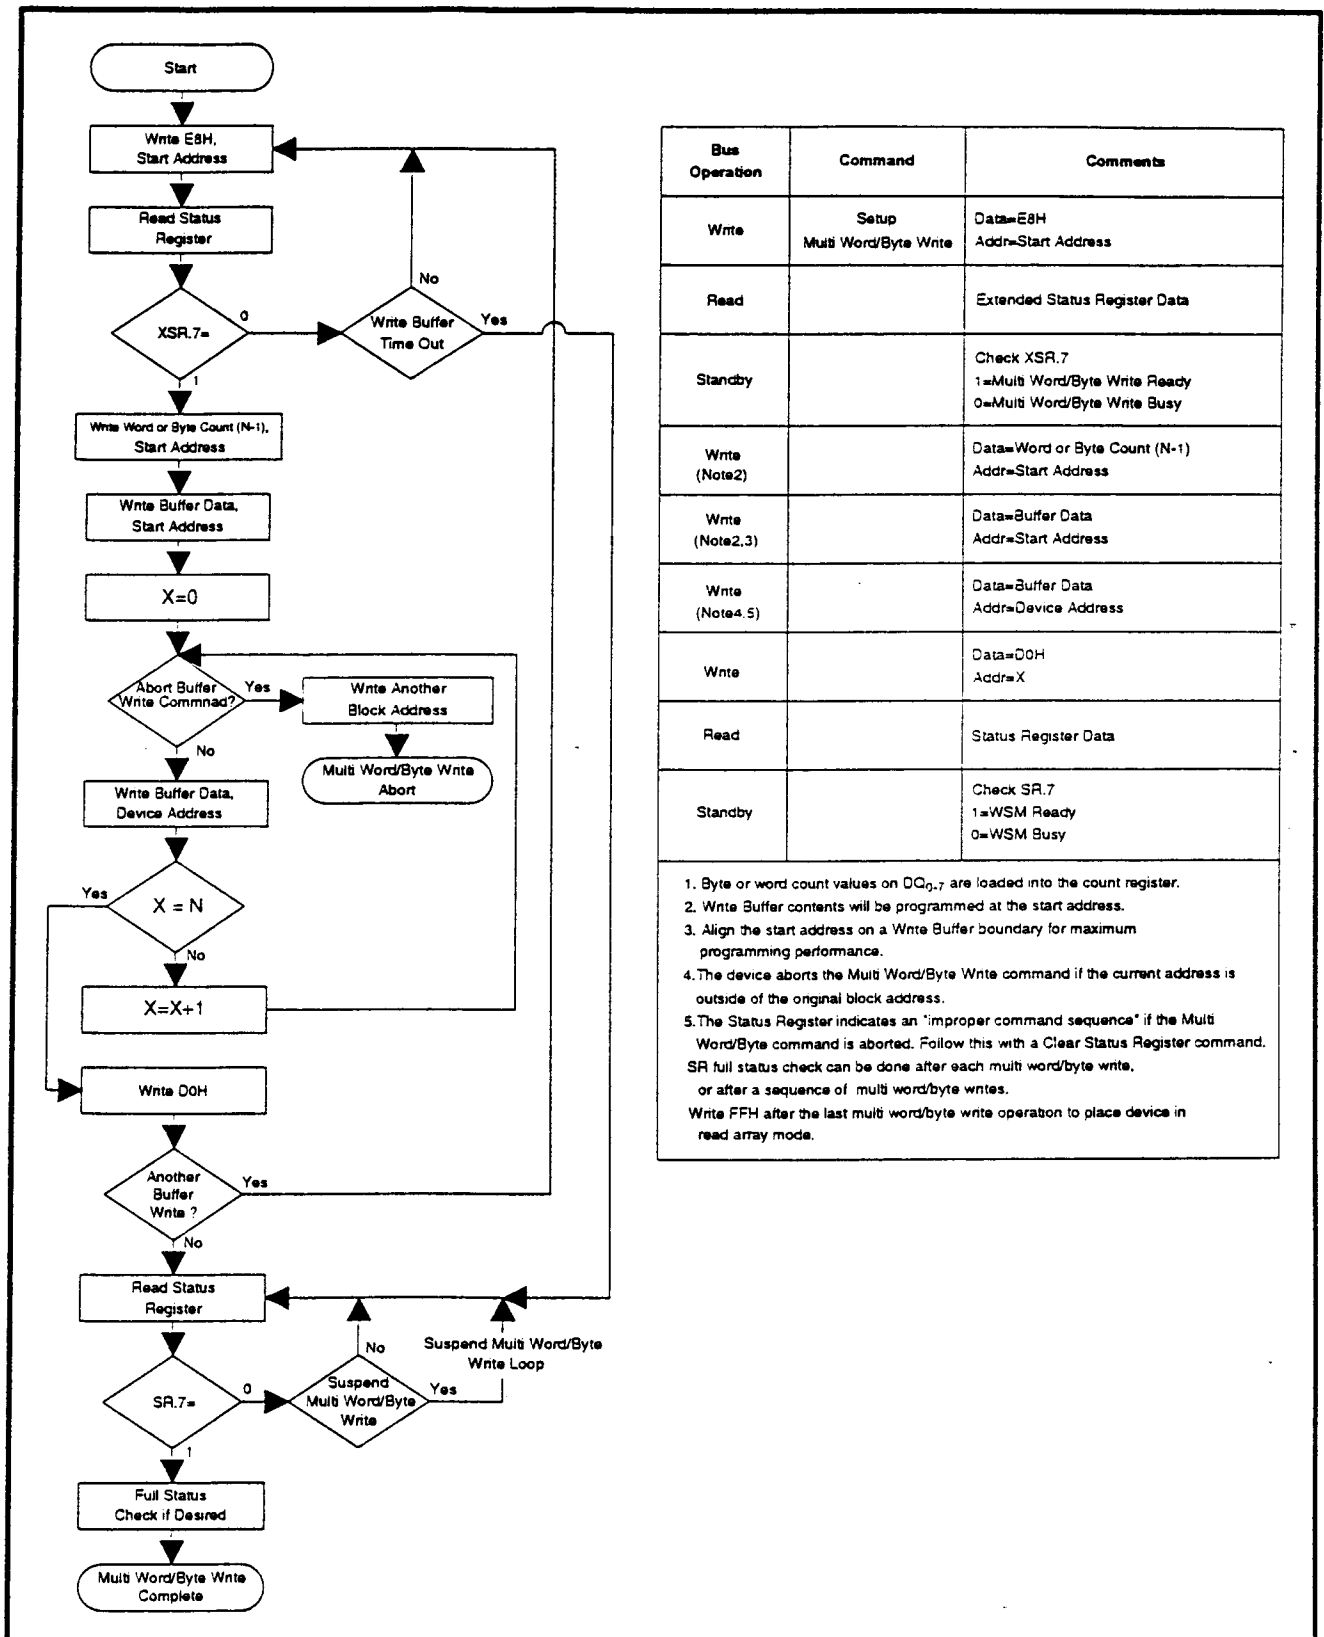 Start
Write E8H,
Start Address
Read Status
Register
XSR.7=
0
1
No
Write Buffer
Time Out
Yes
Write Word or Byte Count (N-1),
Start Address
Write Buffer Data,
Start Address
X=0
Abort Buffer
Write Commnad?
Yes
No
Write Another
Block Address
Multi Word/Byte Write
Abort
Write Buffer Data,
Device Address
X = N
Yes
No
X=X+1
Write D0H
Another
Buffer
Write ?
Yes
No
Read Status
Register
SR.7=
0
1
Suspend
Multi Word/Byte
Write
No
Yes
Suspend Multi Word/Byte
Write Loop
Full Status
Check if Desired
Multi Word/Byte Write
Complete
Bus
Operation
Command
Comments
Write
Setup
Multi Word/Byte Write
Data=E8H
Addr=Start Address
Read
Extended Status Register Data
Standby
Check XSR.7
1=Multi Word/Byte Write Ready
0=Multi Word/Byte Write Busy
Write
(Note2)
Data=Word or Byte Count (N-1)
Addr=Start Address
Write
(Note2,3)
Data=Buffer Data
Addr=Start Address
Write
(Note4,5)
Data=Buffer Data
Addr=Device Address
Write
Data=D0H
Addr=X
Read
Status Register Data
Standby
Check SR.7
1=WSM Ready
0=WSM Busy
1. Byte or word count values on DQ0-7 are loaded into the count register.
2. Write Buffer contents will be programmed at the start address.
3. Align the start address on a Write Buffer boundary for maximum
programming performance.
4.The device aborts the Multi Word/Byte Write command if the current address is
outside of the original block address.
5.The Status Register indicates an "improper command sequence" if the Multi
Word/Byte command is aborted. Follow this with a Clear Status Register command.
SR full status check can be done after each multi word/byte write,
or after a sequence of multi word/byte writes.
Write FFH after the last multi word/byte write operation to place device in
read array mode.